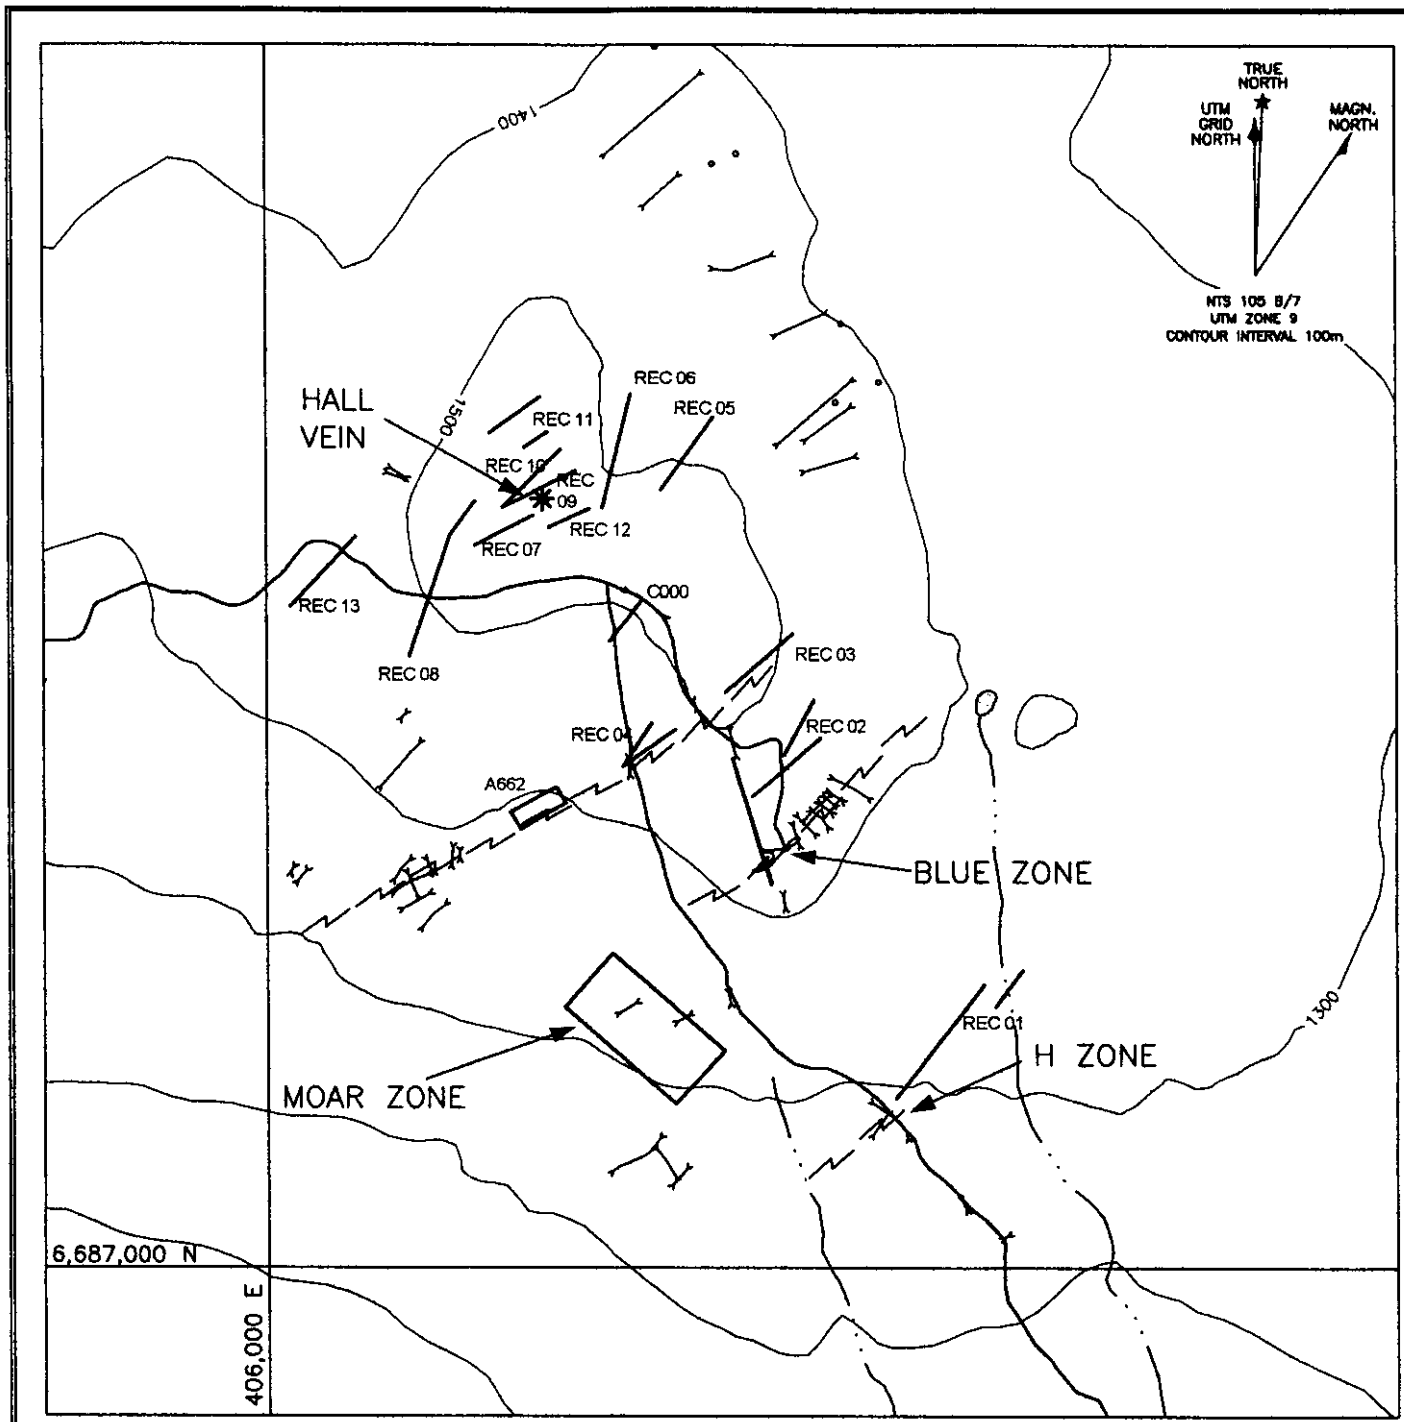 TRUE
NORTH
UTM
GRID
NORTH
MAGN.
NORTH
1400
NTS 105 B/7
UTM ZONE 9
CONTOUR INTERVAL 100m
REC 06
HALL
VEIN
1500
REC 11
REC 05
REC 10
REC
09
REC 12
REC 07
REC 13
C000
REC 08
REC 03
REC 04
REC 02
A662
BLUE ZONE
1300
REC 01
H ZONE
MOAR ZONE
6,687,000 N
406,000 E